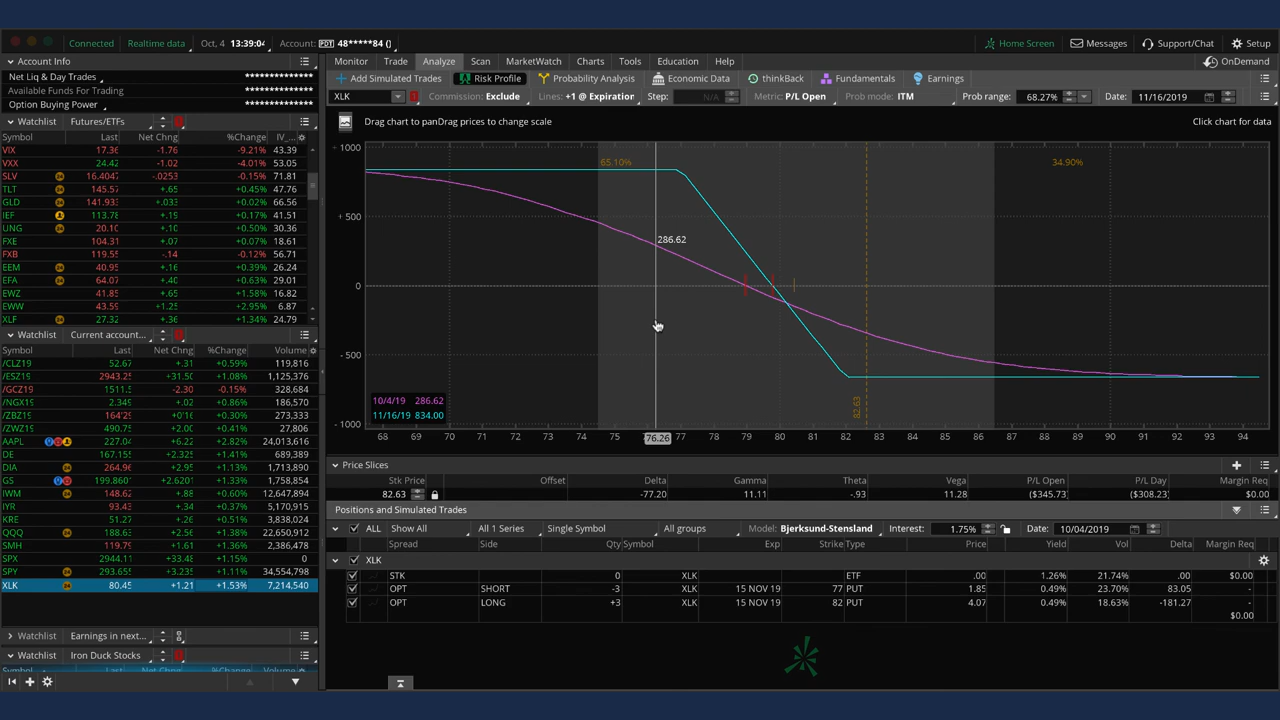 Connected Realtime data Oct, 4 13:39:04 Account: PDT 48*****84 () Home Screen Messages Support/Chat Setup
Account Info
Net Liq & Day Trades **************
Available Funds For Trading **************
Option Buying Power **************
Watchlist Futures/ETFs
Symbol Last Net Chng %Change IV_...
VIX 17.36 -1.76 -9.21% 43.39
VXX 24.42 -1.02 -4.01% 53.05
SLV 16.4047 -.0253 -0.15% 71.81
TLT 145.57 +.65 +0.45% 47.76
GLD 141.933 +.033 +0.02% 66.56
IEF 113.78 +.19 +0.17% 41.51
UNG 20.10 +.10 +0.50% 30.36
FXE 104.31 +.07 +0.07% 18.61
FXB 119.55 -.14 -0.12% 56.71
EEM 40.95 +.16 +0.39% 26.24
EFA 64.07 +.40 +0.63% 29.01
EWZ 41.85 +.65 +1.58% 16.82
EWW 43.59 +1.25 +2.95% 6.87
XLF 27.32 +.36 +1.34% 24.79
Watchlist Current account...
Symbol Last Net Chng %Change Volume
/CLZ19 52.67 +.31 +0.59% 119,816
/ESZ19 2943.25 +31.50 +1.08% 1,125,376
/GCZ19 1511.5 -2.30 -0.15% 328,684
/NGX19 2.349 +.020 +0.86% 186,570
/ZBZ19 164'29 +0'16 +0.30% 273,333
/ZWZ19 490.75 +2.00 +0.41% 27,806
AAPL 227.04 +6.22 +2.82% 24,013,616
DE 167.155 +2.325 +1.41% 689,389
DIA 264.96 +2.95 +1.13% 1,713,890
GS 199.8601 +2.6201 +1.33% 1,758,854
IWM 148.62 +.88 +0.60% 12,647,894
IYR 93.43 +.34 +0.37% 5,170,915
KRE 51.27 +.26 +0.51% 3,838,024
QQQ 188.63 +2.56 +1.38% 22,650,912
SMH 119.79 +1.61 +1.36% 2,386,478
SPX 2944.11 +33.48 +1.15% 0
SPY 293.655 +3.235 +1.11% 34,554,798
XLK 80.45 +1.21 +1.53% 7,214,540
Watchlist Earnings in next...
Watchlist Iron Duck Stocks
Symbol Last Net Chng %Change Volume
Monitor Trade Analyze Scan MarketWatch Charts Tools Education Help OnDemand
Add Simulated Trades Risk Profile Probability Analysis Economic Data thinkBack Fundamentals Earnings
XLK Commission: Exclude Lines: +1 @ Expiration Step: N/A Metric: P/L Open Prob mode: ITM Prob range: 68.27% Date: 11/16/2019
Drag chart to panDrag prices to change scale Click chart for data
+ 1000
65.10% 34.90%
+ 500
286.62
0
- 500
10/4/19 286.62
11/16/19 834.00
82.63
- 1000
68 69 70 71 72 73 74 75 76.26 77 78 79 80 81 82 83 84 85 86 87 88 89 90 91 92 93 94
Price Slices
Stk Price Offset Delta Gamma Theta Vega P/L Open P/L Day Margin Req
82.63 -77.20 11.11 -.93 11.28 ($345.73) ($308.23) $0.00
Positions and Simulated Trades
ALL Show All All 1 Series Single Symbol All groups Model: Bjerksund-Stensland Interest: 1.75% Date: 10/04/2019
Spread Side Qty Symbol Exp Strike Type Price Yield Vol Delta Margin Req
XLK
STK 0 XLK ETF .00 1.26% 21.74% .00 $0.00
OPT SHORT -3 XLK 15 NOV 19 77 PUT 1.85 0.49% 23.70% 83.05 -
OPT LONG +3 XLK 15 NOV 19 82 PUT 4.07 0.49% 18.63% -181.27 -
$0.00